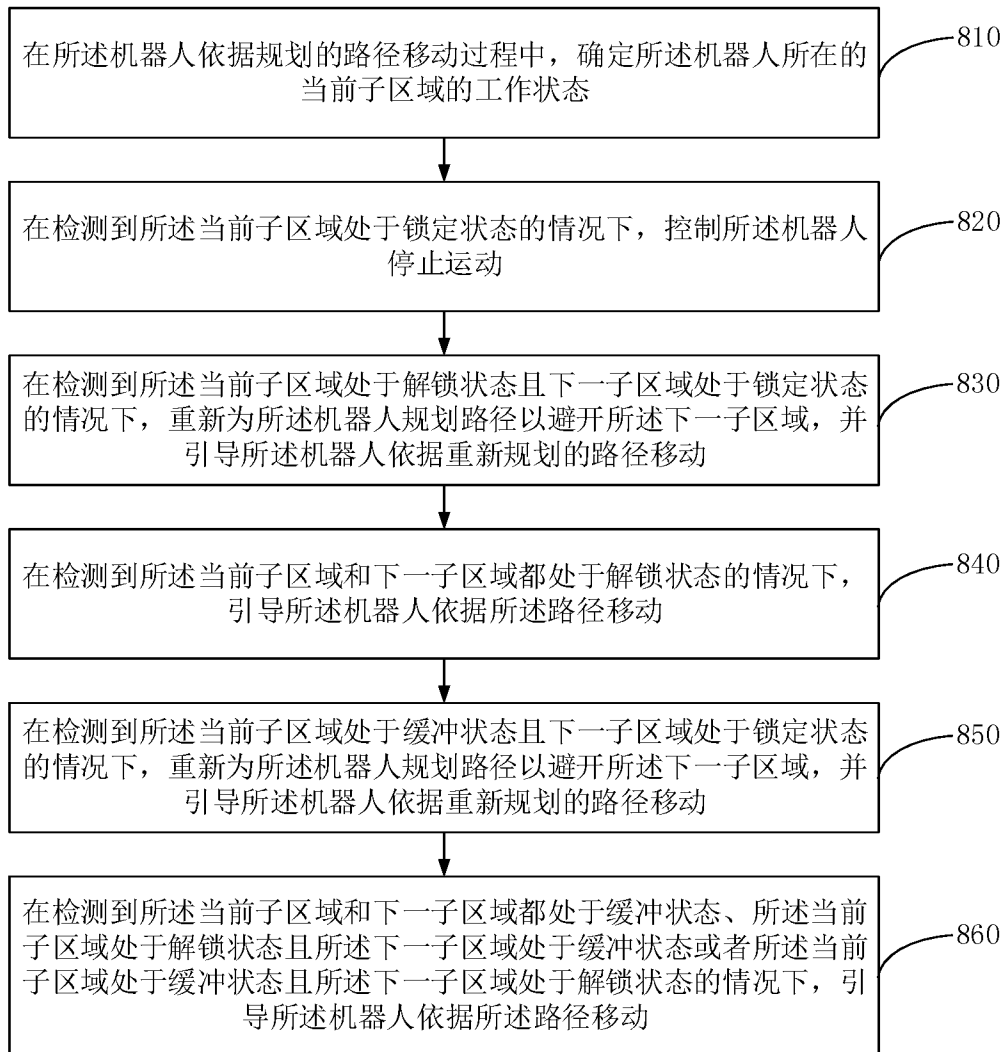 在所述机器人依据规划的路径移动过程中，确定所述机器人所在的
当前子区域的工作状态
810
在检测到所述当前子区域处于锁定状态的情况下，控制所述机器人
停止运动
820
在检测到所述当前子区域处于解锁状态且下一子区域处于锁定状态
的情况下，重新为所述机器人规划路径以避开所述下一子区域，并
引导所述机器人依据重新规划的路径移动
830
在检测到所述当前子区域和下一子区域都处于解锁状态的情况下，
引导所述机器人依据所述路径移动
840
在检测到所述当前子区域处于缓冲状态且下一子区域处于锁定状态
的情况下，重新为所述机器人规划路径以避开所述下一子区域，并
引导所述机器人依据重新规划的路径移动
850
在检测到所述当前子区域和下一子区域都处于缓冲状态、所述当前
子区域处于解锁状态且所述下一子区域处于缓冲状态或者所述当前
子区域处于缓冲状态且所述下一子区域处于解锁状态的情况下，引
导所述机器人依据所述路径移动
860